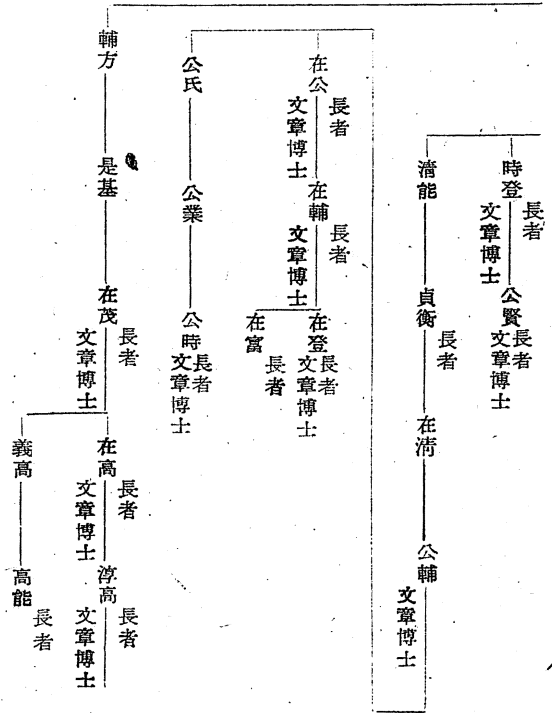 時登
長者
文章博士
公賢
長者
文章博士
清能
貞衡
長者
在清
公輔
文章博士
在公
長者
文章博士
在輔
長者
文章博士
在登
長者
文章博士
在富
長者
公氏
公業
公時
長者
文章博士
輔方
是基
在茂
長者
文章博士
在高
長者
文章博士
淳高
長者
文章博士
義高
高能
長者